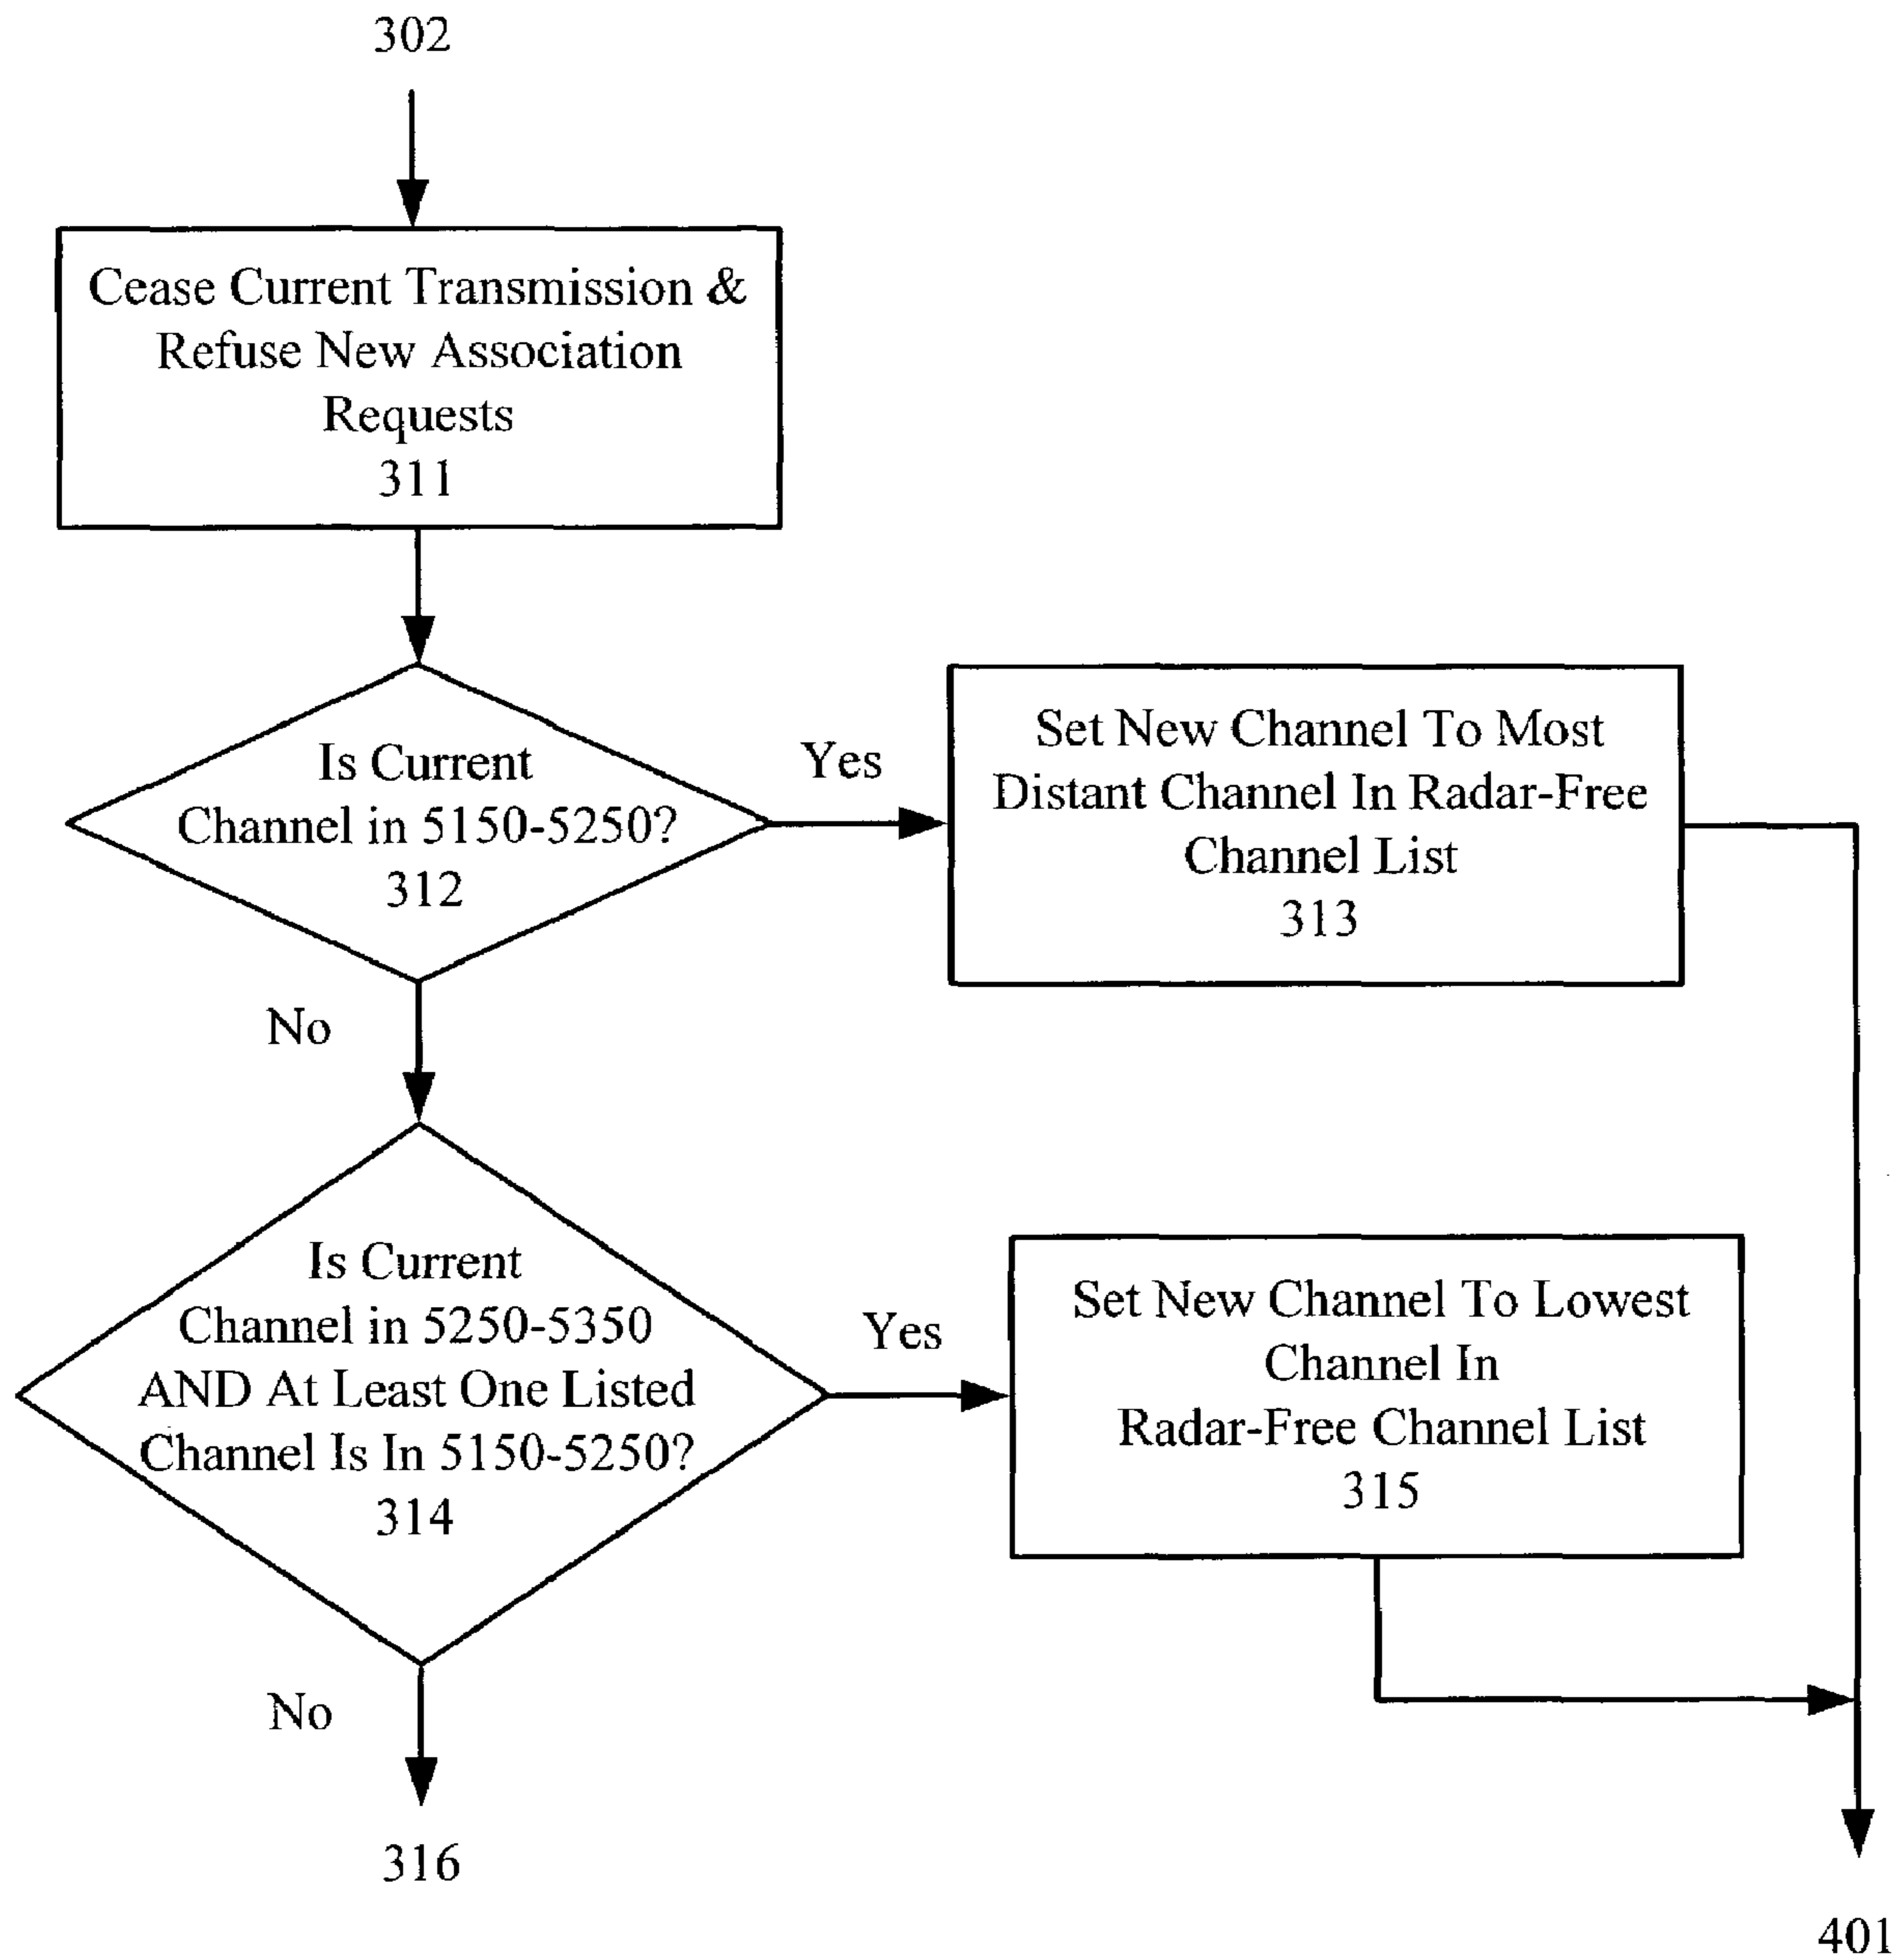 302
Cease Current Transmission &
Refuse New Association
Requests
311
Is Current
Channel in 5150-5250?
312
Yes
Set New Channel To Most
Distant Channel In Radar-Free
Channel List
313
No
Is Current
Channel in 5250-5350
AND At Least One Listed
Channel Is In 5150-5250?
314
Yes
Set New Channel To Lowest
Channel In
Radar-Free Channel List
315
No
316
401